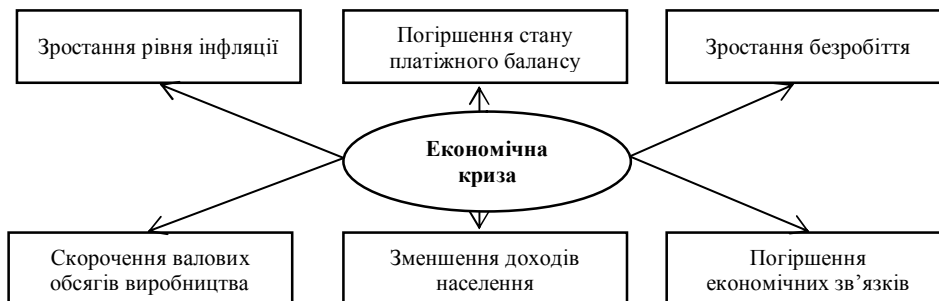 Зростання рівня інфляції
Погіршення стану
платіжного балансу
Зростання безробіття
Економічна
криза
Скорочення валових
обсягів виробництва
Зменшення доходів
населення
Погіршення
економічних зв’язків